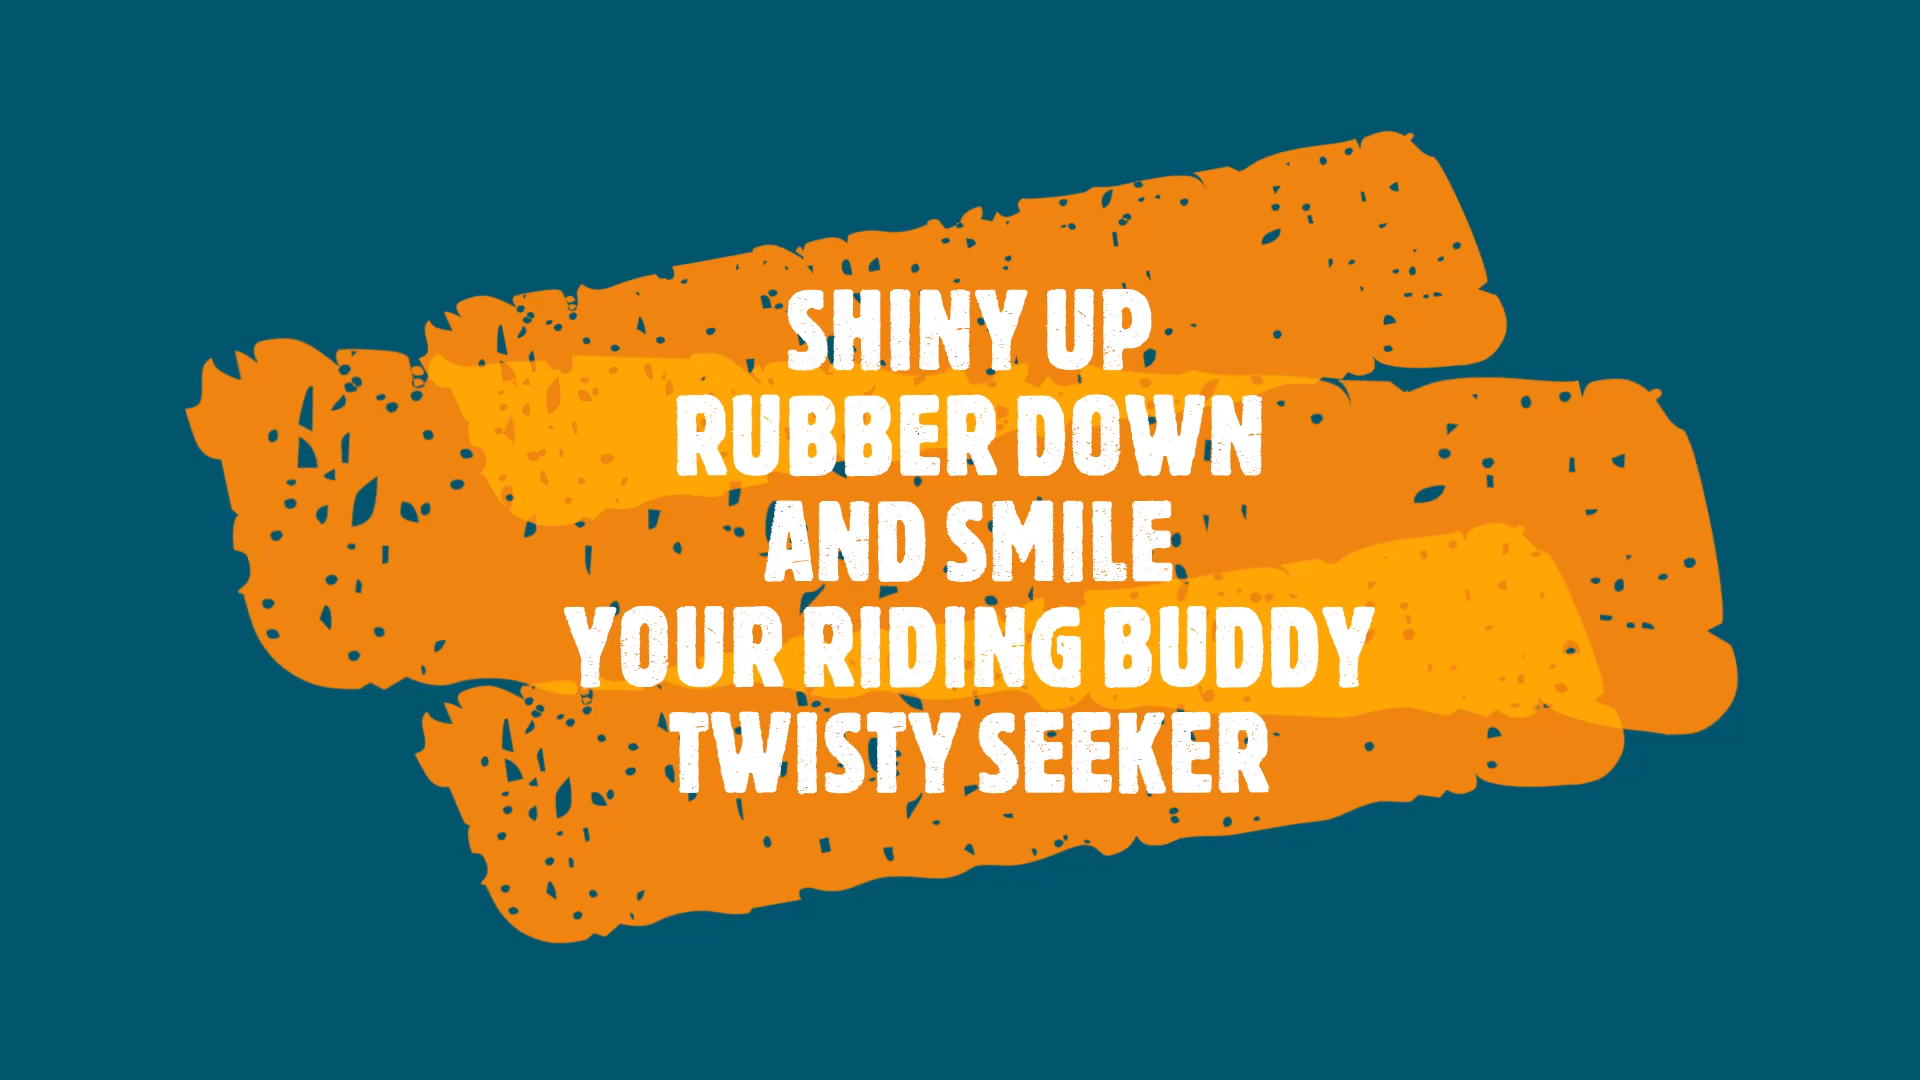 SHINY UP
RUBBER DOWN
AND SMILE
YOUR RIDING BUDDY
TWISTY SEEKER